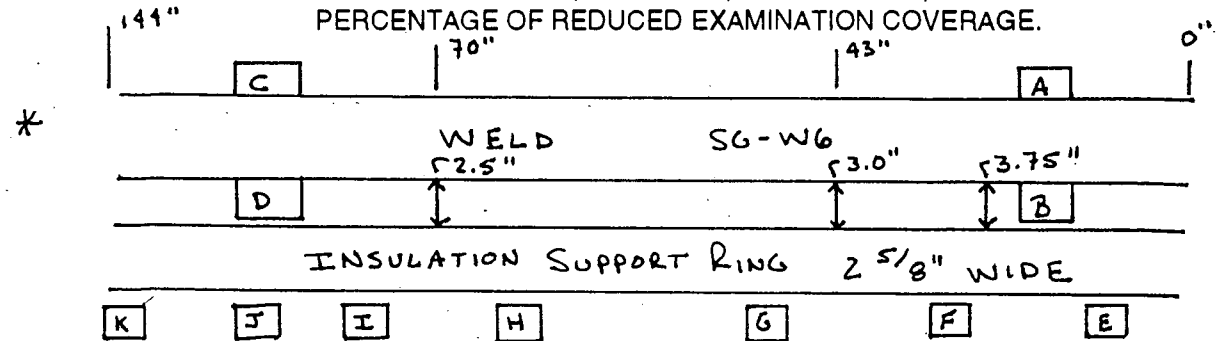 144" PERCENTAGE OF REDUCED EXAMINATION COVERAGE.
70" 43" 0"
C A
*
WELD SG-W6
2.5" 3.0" 3.75"
D B
INSULATION SUPPORT RING 2 5/8" WIDE
K J I H G F E